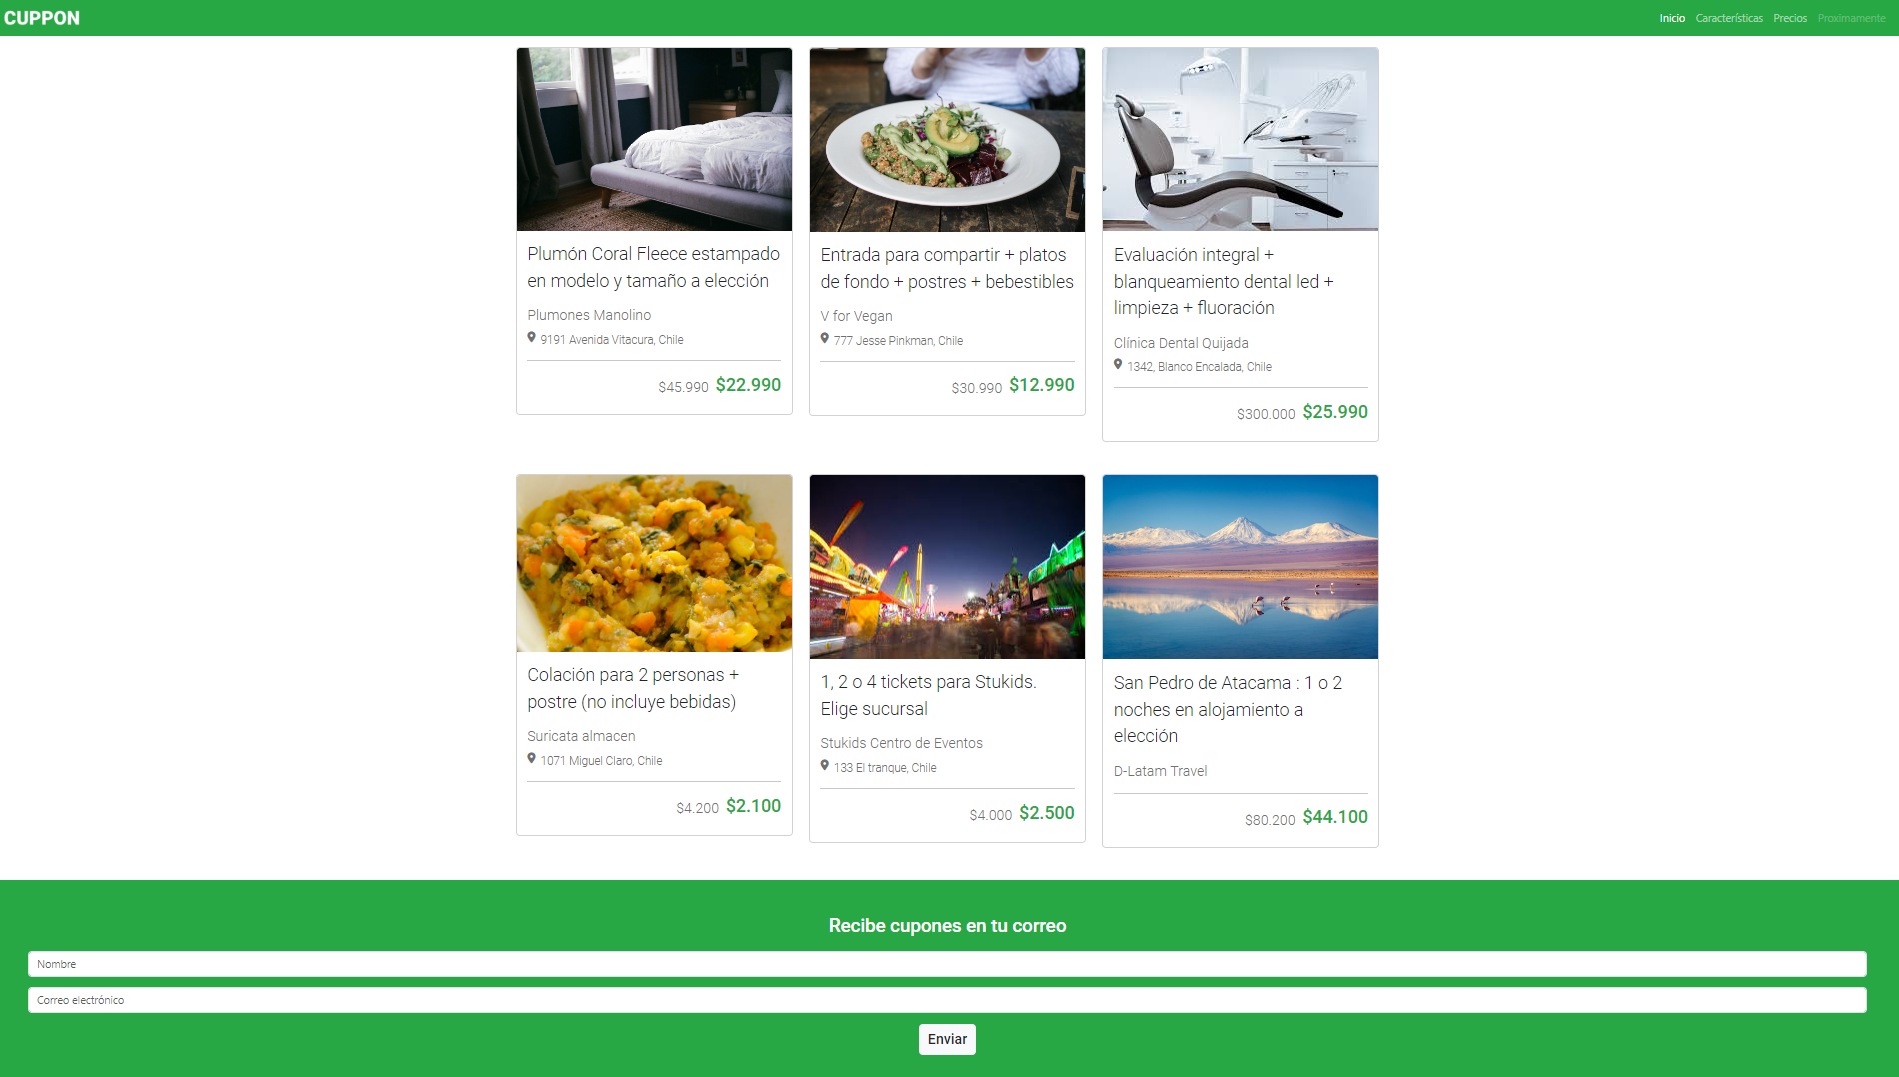 CUPPON
Inicio Características Precios Proximamente
Plumón Coral Fleece estampado
en modelo y tamaño a elección
Plumones Manolino
9191 Avenida Vitacura, Chile
$45.990 $22.990
Entrada para compartir + platos
de fondo + postres + bebestibles
V for Vegan
777 Jesse Pinkman, Chile
$30.990 $12.990
Evaluación integral +
blanqueamiento dental led +
limpieza + fluoración
Clínica Dental Quijada
1342, Blanco Encalada, Chile
$300.000 $25.990
Colación para 2 personas +
postre (no incluye bebidas)
Suricata almacen
1071 Miguel Claro, Chile
$4.200 $2.100
1, 2 o 4 tickets para Stukids.
Elige sucursal
Stukids Centro de Eventos
133 El tranque, Chile
$4.000 $2.500
San Pedro de Atacama : 1 o 2
noches en alojamiento a
elección
D-Latam Travel
$80.200 $44.100
Recibe cupones en tu correo
Nombre
Correo electrónico
Enviar